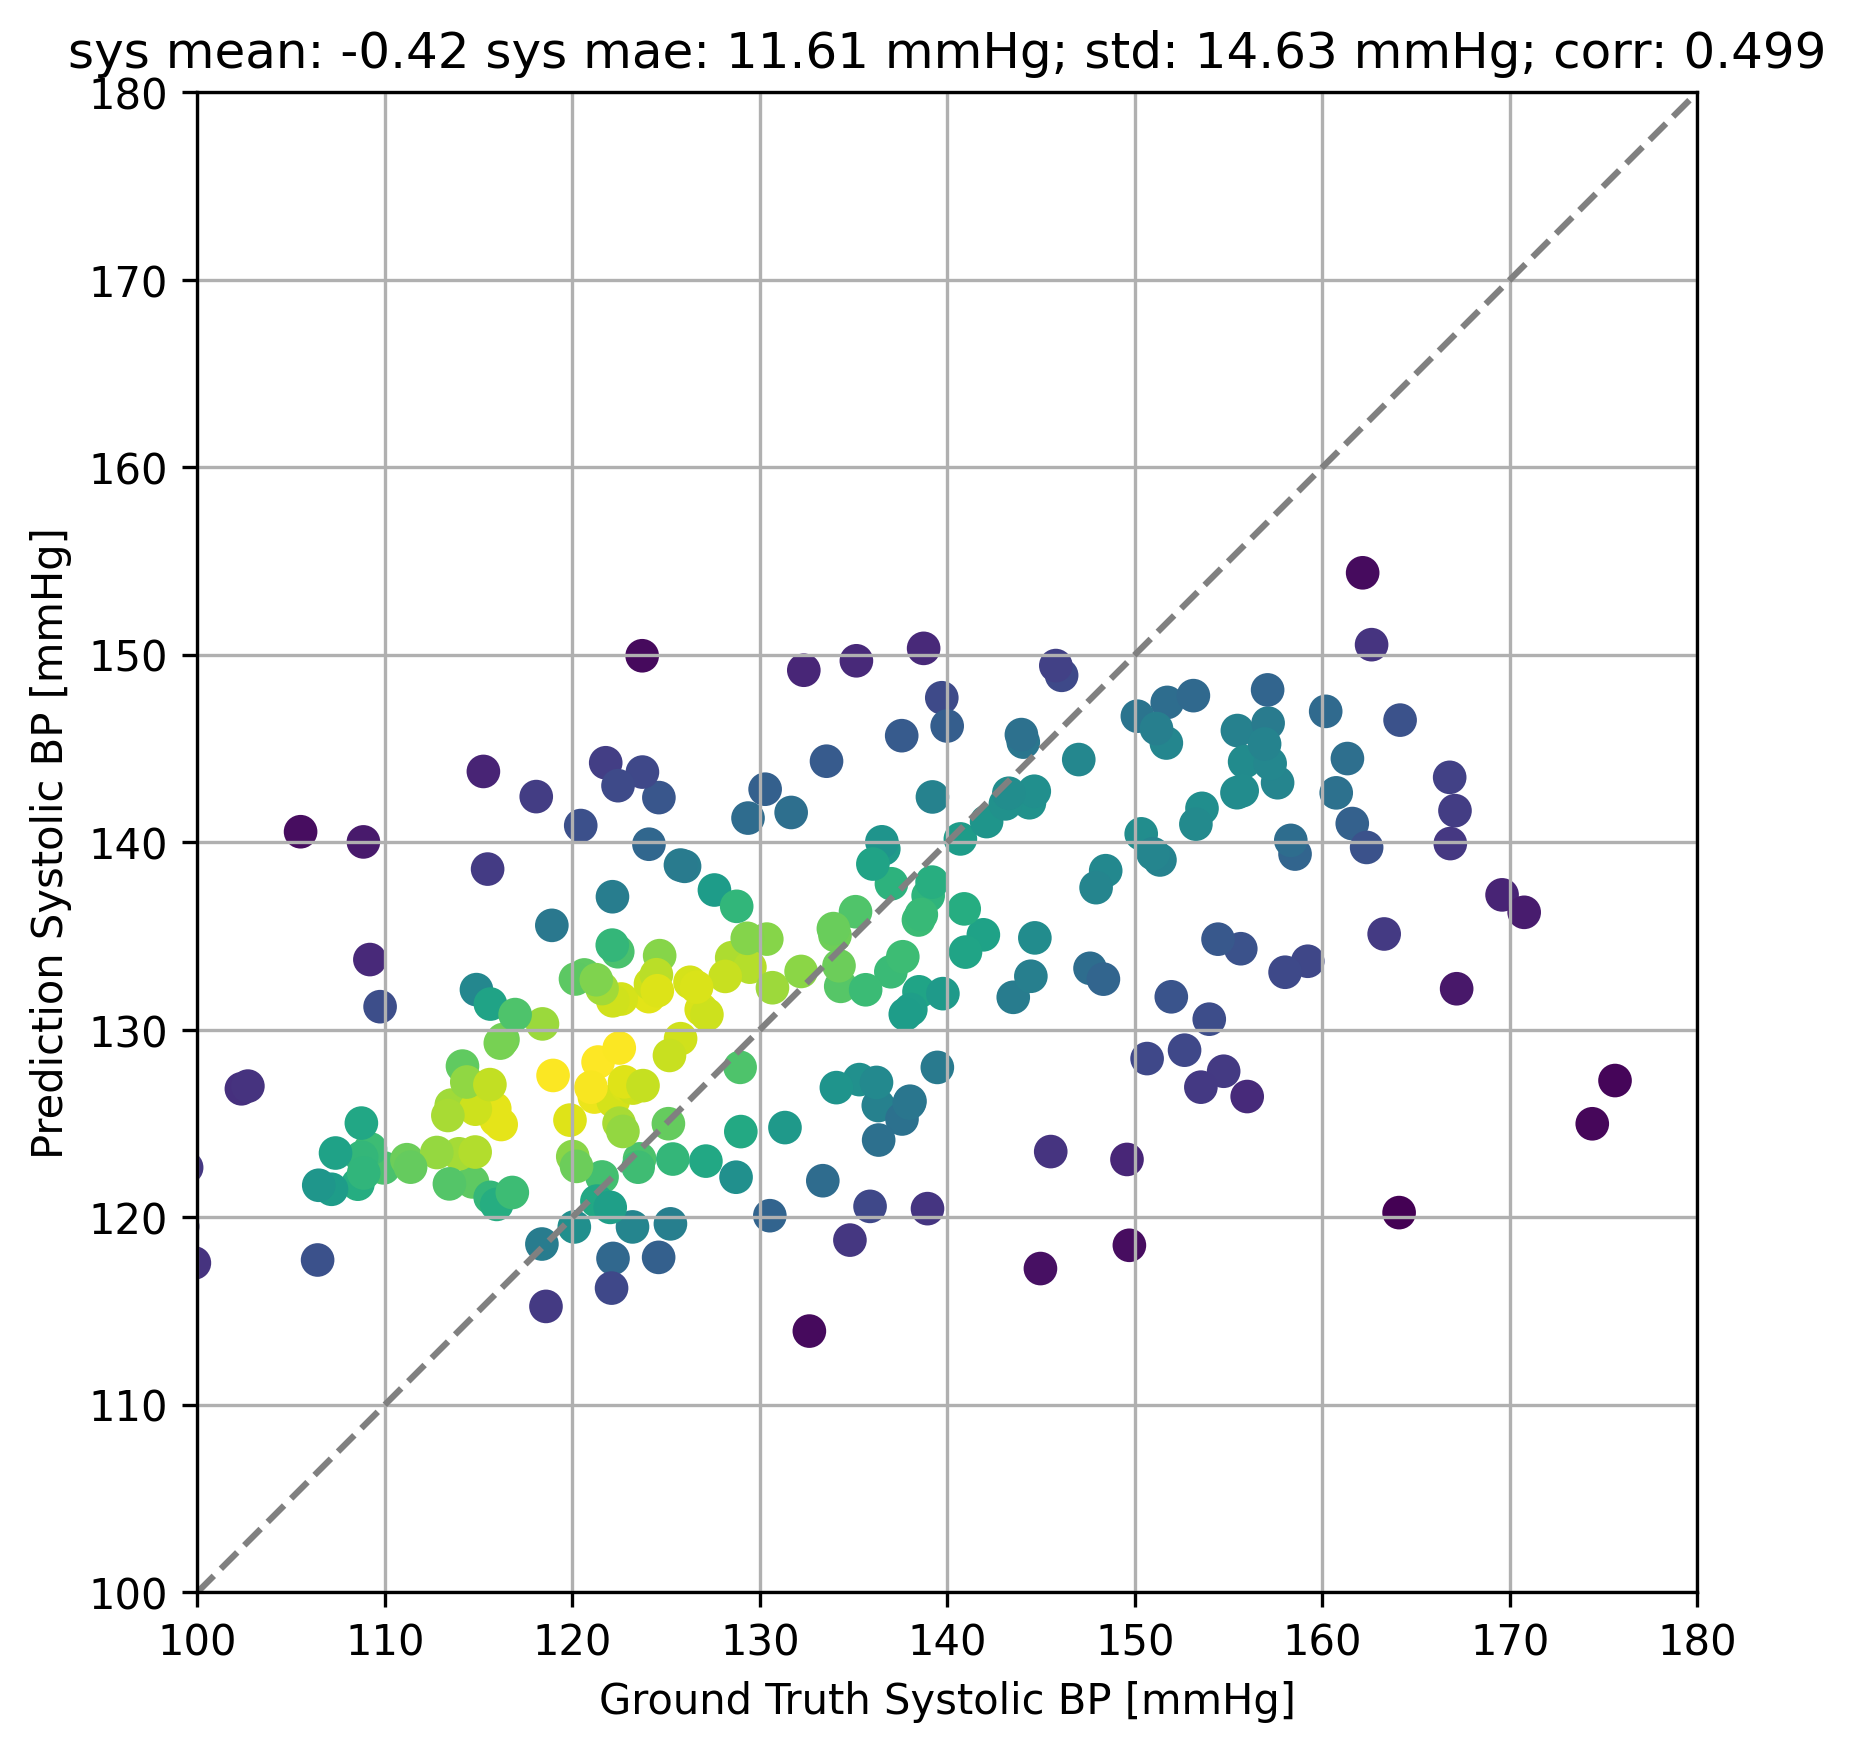 sys mean: -0.42 sys mae: 11.61 mmHg; std: 14.63 mmHg; corr: 0.499
180
170
160
150
140
130
120
110
100
Prediction Systolic BP [mmHg]
100 110 120 130 140 150 160 170 180
Ground Truth Systolic BP [mmHg]